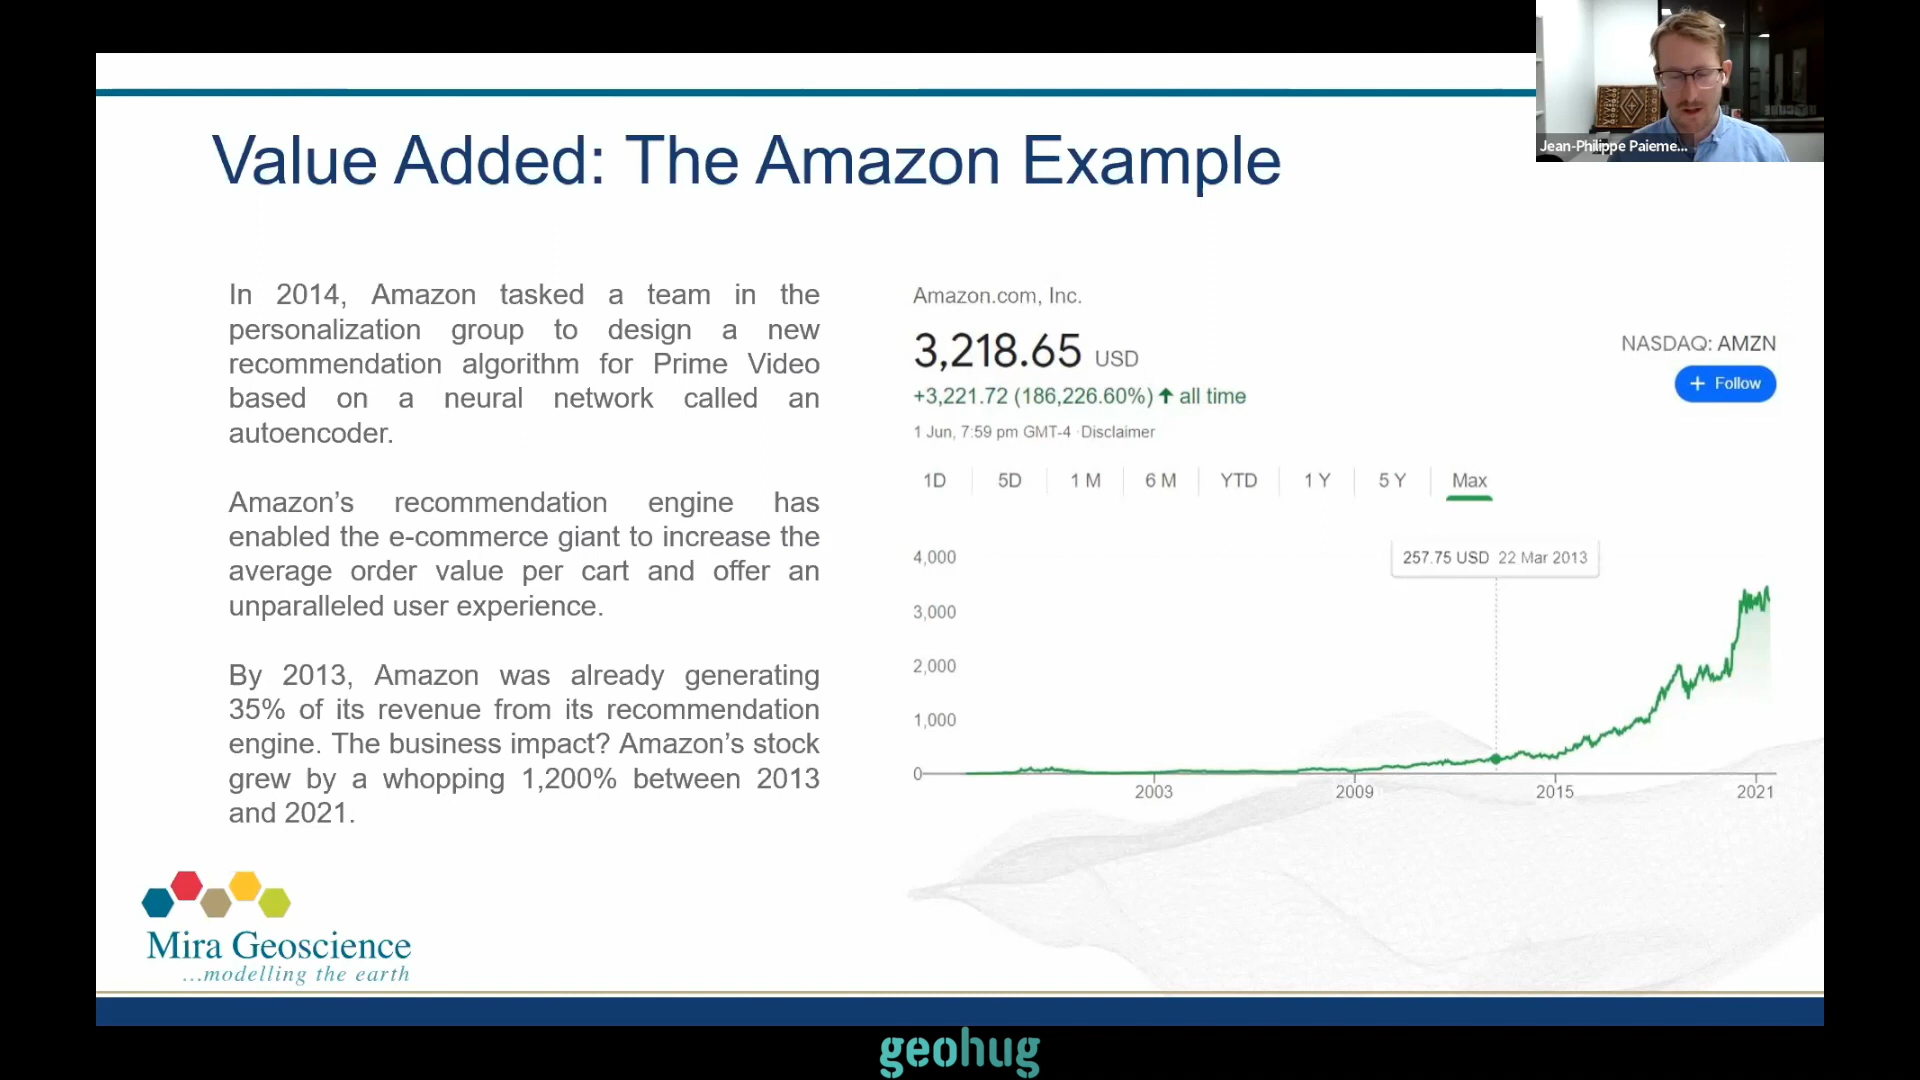 Jean-Philippe Paieme...
Value Added: The Amazon Example
In 2014, Amazon tasked a team in the
personalization group to design a new
recommendation algorithm for Prime Video
based on a neural network called an
autoencoder.
Amazon's recommendation engine has
enabled the e-commerce giant to increase the
average order value per cart and offer an
unparalleled user experience.
By 2013, Amazon was already generating
35% of its revenue from its recommendation
engine. The business impact? Amazon's stock
grew by a whopping 1,200% between 2013
and 2021.
Amazon.com, Inc.
3,218.65 USD
NASDAQ: AMZN
+ Follow
+3,221.72 (186,226.60%) ↑ all time
1 Jun, 7:59 pm GMT-4 · Disclaimer
1D 5D 1 M 6 M YTD 1 Y 5 Y Max
257.75 USD 22 Mar 2013
4,000
3,000
2,000
1,000
0
2003 2009 2015 2021
Mira Geoscience
...modelling the earth
geohug